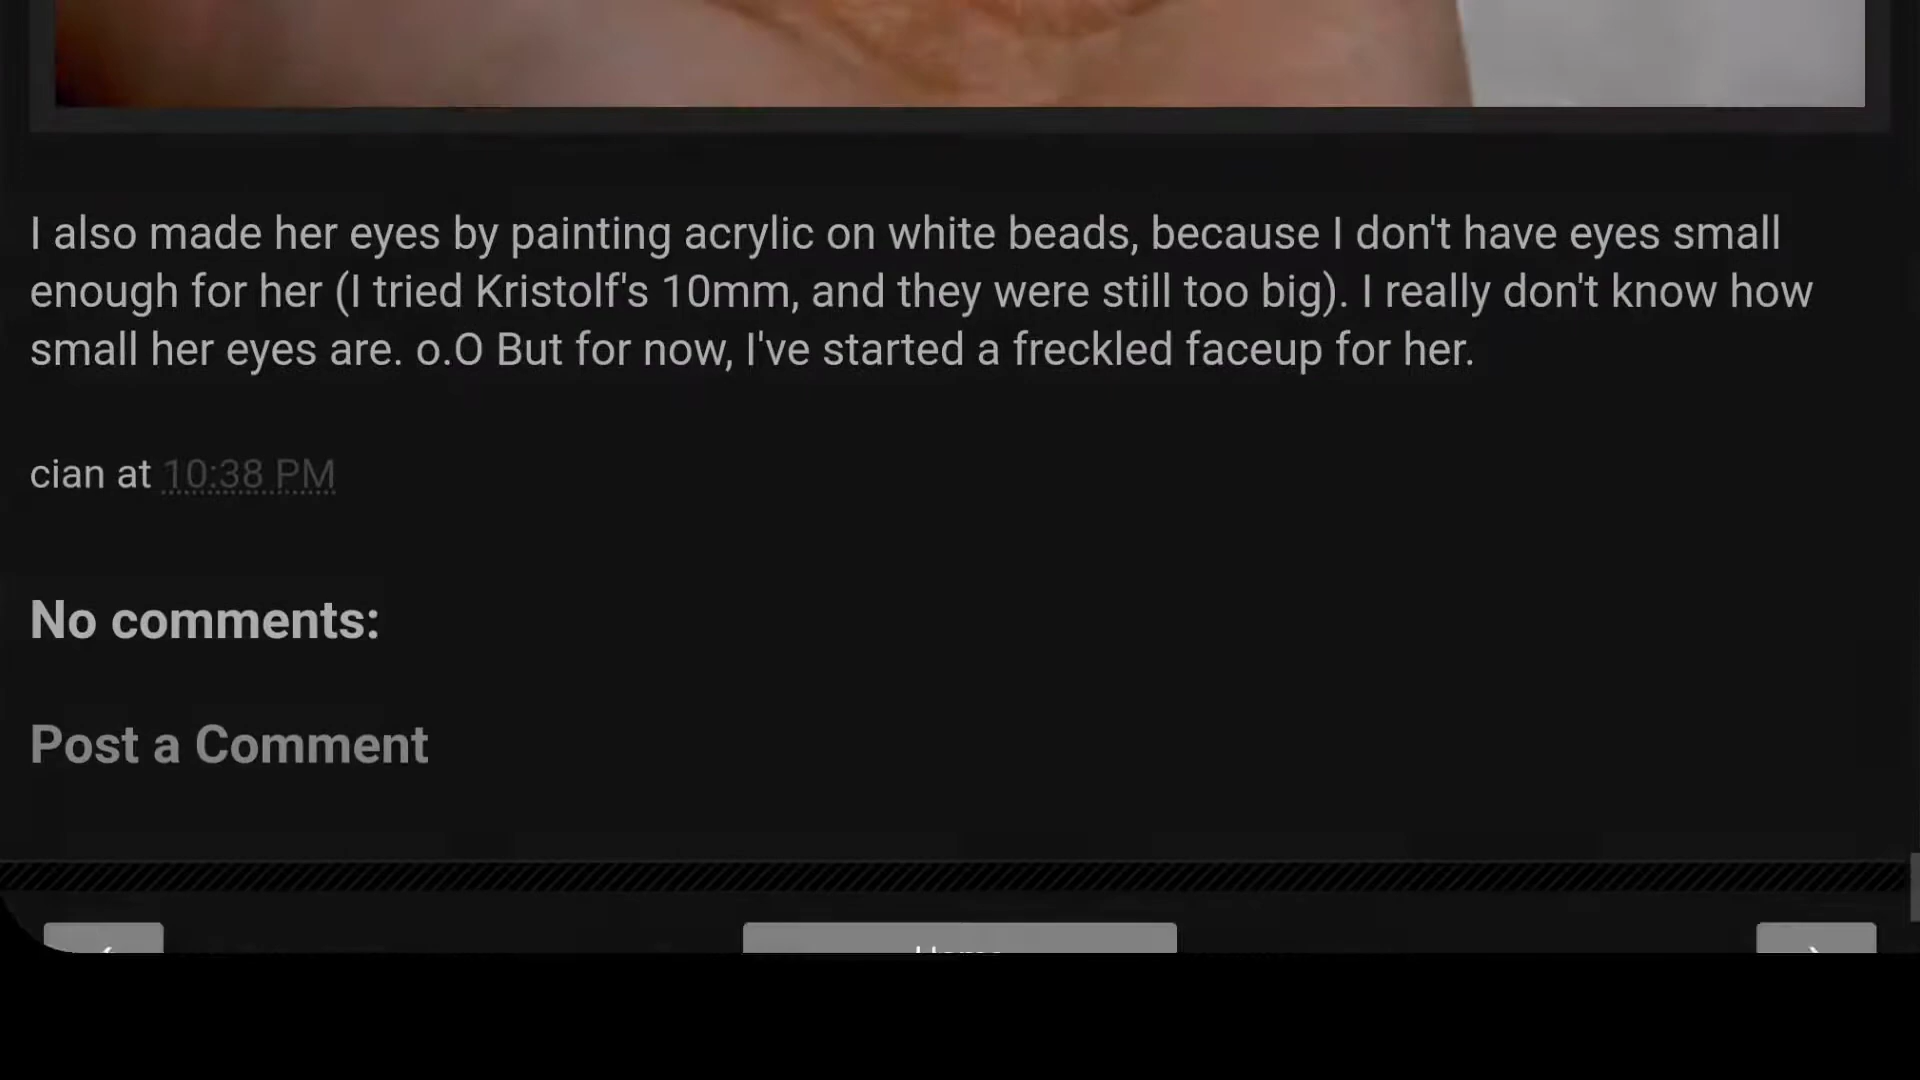 I also made her eyes by painting acrylic on white beads, because I don't have eyes small
enough for her (I tried Kristolf's 10mm, and they were still too big). I really don't know how
small her eyes are. o.O But for now, I've started a freckled faceup for her.
cian at 10:38 PM
No comments:
Post a Comment